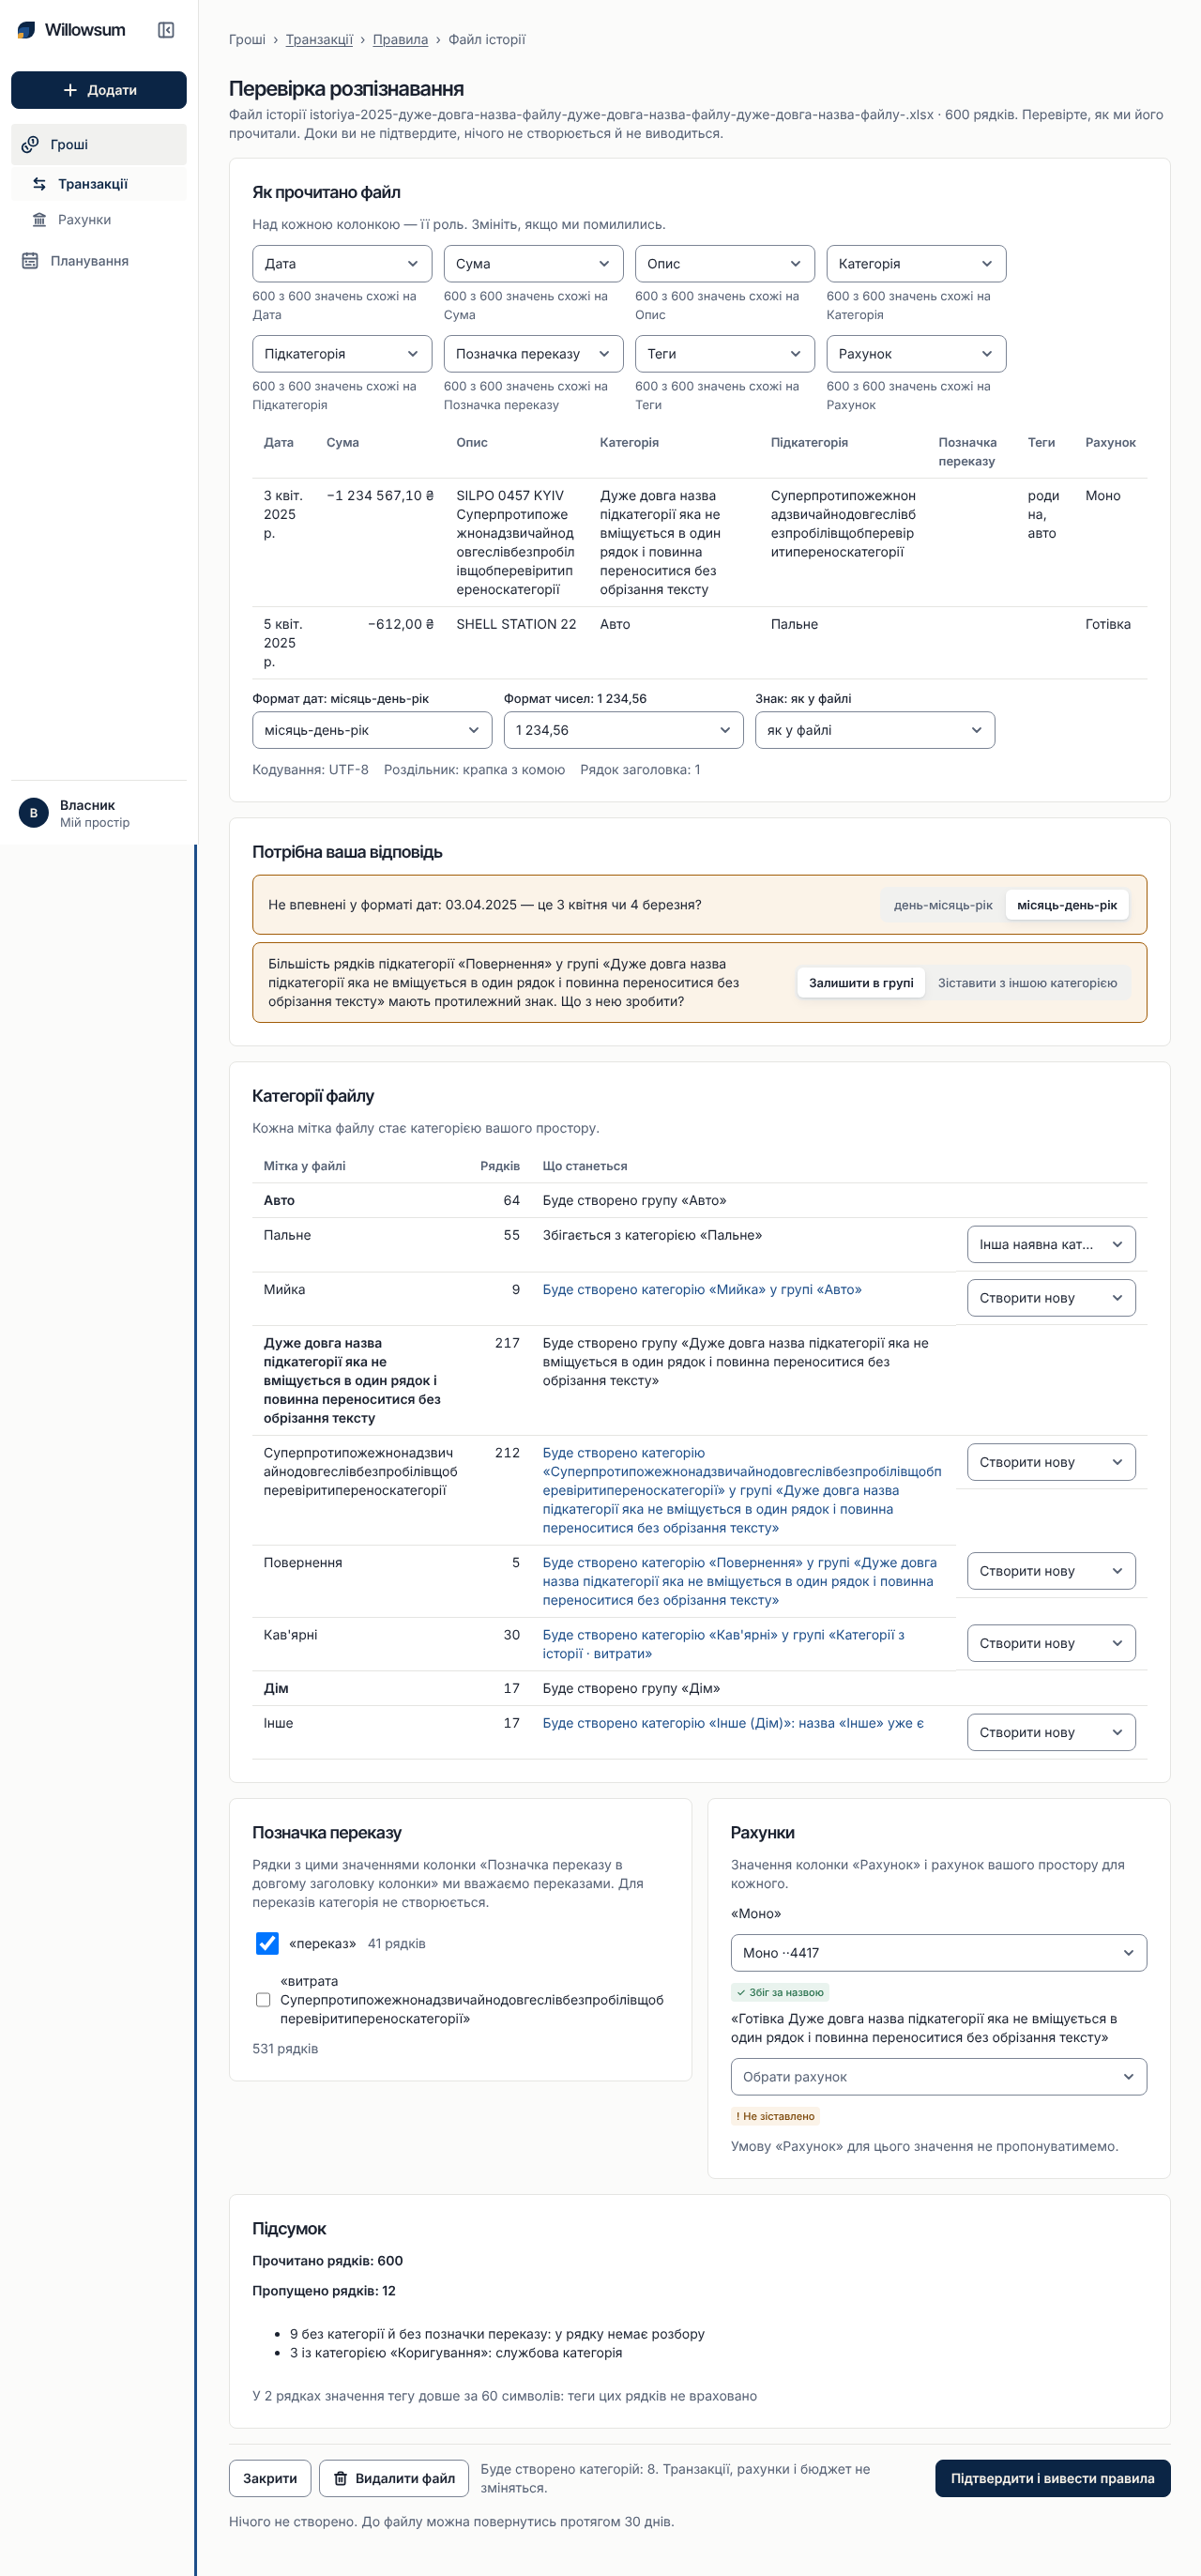 Willowsum
Додати
Гроші
Транзакції
Рахунки
Планування
В
Власник
Мій простір
Гроші › Транзакції › Правила › Файл історії
Перевірка розпізнавання
Файл історії istoriya-2025-дуже-довга-назва-файлу-дуже-довга-назва-файлу-дуже-довга-назва-файлу-.xlsx · 600 рядків. Перевірте, як ми його
прочитали. Доки ви не підтвердите, нічого не створюється й не виводиться.
Як прочитано файл
Над кожною колонкою — її роль. Змініть, якщо ми помилились.
Дата Сума Опис Категорія
600 з 600 значень схожі на 600 з 600 значень схожі на 600 з 600 значень схожі на 600 з 600 значень схожі на
Дата Сума Опис Категорія
Підкатегорія Позначка переказу Теги Рахунок
600 з 600 значень схожі на 600 з 600 значень схожі на 600 з 600 значень схожі на 600 з 600 значень схожі на
Підкатегорія Позначка переказу Теги Рахунок
Дата Сума Опис Категорія Підкатегорія Позначка Теги Рахунок
переказу
3 квіт. −1 234 567,10 ₴ SILPO 0457 KYIV Дуже довга назва Суперпротипожежнон роди Моно
2025 Суперпротипоже підкатегорії яка не адзвичайнодовгеслівб на,
р. жнонадзвичайнод вміщується в один езпробілівщобперевір авто
овгеслівбезпробіл рядок і повинна итипереноскатегорії
івщобперевіритип переноситися без
ереноскатегорії обрізання тексту
5 квіт. −612,00 ₴ SHELL STATION 22 Авто Пальне Готівка
2025
р.
Формат дат: місяць-день-рік Формат чисел: 1 234,56 Знак: як у файлі
місяць-день-рік 1 234,56 як у файлі
Кодування: UTF-8 Роздільник: крапка з комою Рядок заголовка: 1
Потрібна ваша відповідь
Не впевнені у форматі дат: 03.04.2025 — це 3 квітня чи 4 березня? день-місяць-рік місяць-день-рік
Більшість рядків підкатегорії «Повернення» у групі «Дуже довга назва
підкатегорії яка не вміщується в один рядок і повинна переноситися без
обрізання тексту» мають протилежний знак. Що з нею зробити?
Залишити в групі Зіставити з іншою категорією
Категорії файлу
Кожна мітка файлу стає категорією вашого простору.
Мітка у файлі Рядків Що станеться
Авто 64 Буде створено групу «Авто»
Пальне 55 Збігається з категорією «Пальне» Інша наявна кат...
Мийка 9 Буде створено категорію «Мийка» у групі «Авто» Створити нову
Дуже довга назва 217 Буде створено групу «Дуже довга назва підкатегорії яка не
підкатегорії яка не вміщується в один рядок і повинна переноситися без
вміщується в один рядок і обрізання тексту»
повинна переноситися без
обрізання тексту
Суперпротипожежнонадзвич 212 Буде створено категорію Створити нову
айнодовгеслівбезпробілівщоб «Суперпротипожежнонадзвичайнодовгеслівбезпробілівщобп
перевіритипереноскатегорії еревіритипереноскатегорії» у групі «Дуже довга назва
підкатегорії яка не вміщується в один рядок і повинна
переноситися без обрізання тексту»
Повернення 5 Буде створено категорію «Повернення» у групі «Дуже довга Створити нову
назва підкатегорії яка не вміщується в один рядок і повинна
переноситися без обрізання тексту»
Кав'ярні 30 Буде створено категорію «Кав'ярні» у групі «Категорії з Створити нову
історії · витрати»
Дім 17 Буде створено групу «Дім»
Інше 17 Буде створено категорію «Інше (Дім)»: назва «Інше» уже є Створити нову
Позначка переказу
Рядки з цими значеннями колонки «Позначка переказу в
довгому заголовку колонки» ми вважаємо переказами. Для
переказів категорія не створюється.
«переказ» 41 рядків
«витрата
Суперпротипожежнонадзвичайнодовгеслівбезпробілівщоб
перевіритипереноскатегорії»
531 рядків
Рахунки
Значення колонки «Рахунок» і рахунок вашого простору для
кожного.
«Моно»
Моно ··4417
✓ Збіг за назвою
«Готівка Дуже довга назва підкатегорії яка не вміщується в
один рядок і повинна переноситися без обрізання тексту»
Обрати рахунок
! Не зіставлено
Умову «Рахунок» для цього значення не пропонуватимемо.
Підсумок
Прочитано рядків: 600
Пропущено рядків: 12
• 9 без категорії й без позначки переказу: у рядку немає розбору
• 3 із категорією «Коригування»: службова категорія
У 2 рядках значення тегу довше за 60 символів: теги цих рядків не враховано
Закрити Видалити файл
Буде створено категорій: 8. Транзакції, рахунки і бюджет не
зміняться.
Підтвердити і вивести правила
Нічого не створено. До файлу можна повернутись протягом 30 днів.